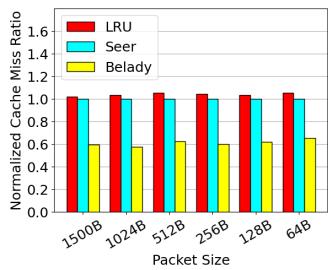 Normalized Cache Miss Ratio
1.6
1.4
1.2
1.0
0.8
0.6
0.4
0.2
0.0
LRU
Seer
Belady
1500B
1024B
512B
256B
128B
64B
Packet Size